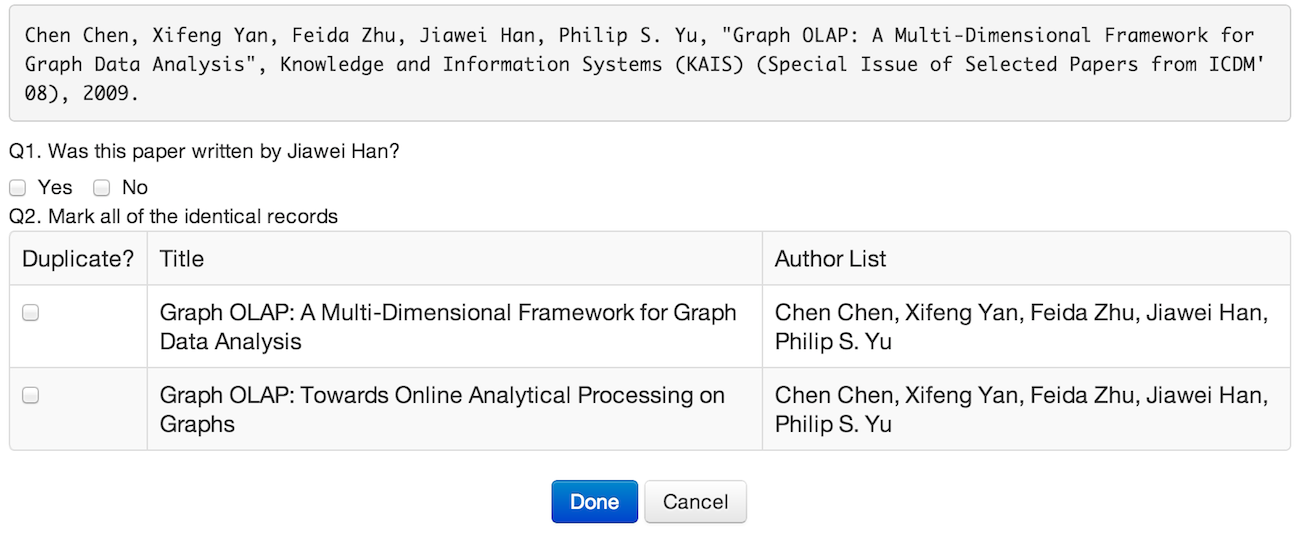 Chen Chen, Xifeng Yan, Feida Zhu, Jiawei Han, Philip S. Yu, "Graph OLAP: A Multi-Dimensional Framework for
Graph Data Analysis", Knowledge and Information Systems (KAIS) (Special Issue of Selected Papers from ICDM'
08), 2009.
Q1. Was this paper written by Jiawei Han?
Yes No
Q2. Mark all of the identical records
Duplicate? Title Author List
Graph OLAP: A Multi-Dimensional Framework for Graph Chen Chen, Xifeng Yan, Feida Zhu, Jiawei Han,
Data Analysis Philip S. Yu
Graph OLAP: Towards Online Analytical Processing on Chen Chen, Xifeng Yan, Feida Zhu, Jiawei Han,
Graphs Philip S. Yu
Done Cancel